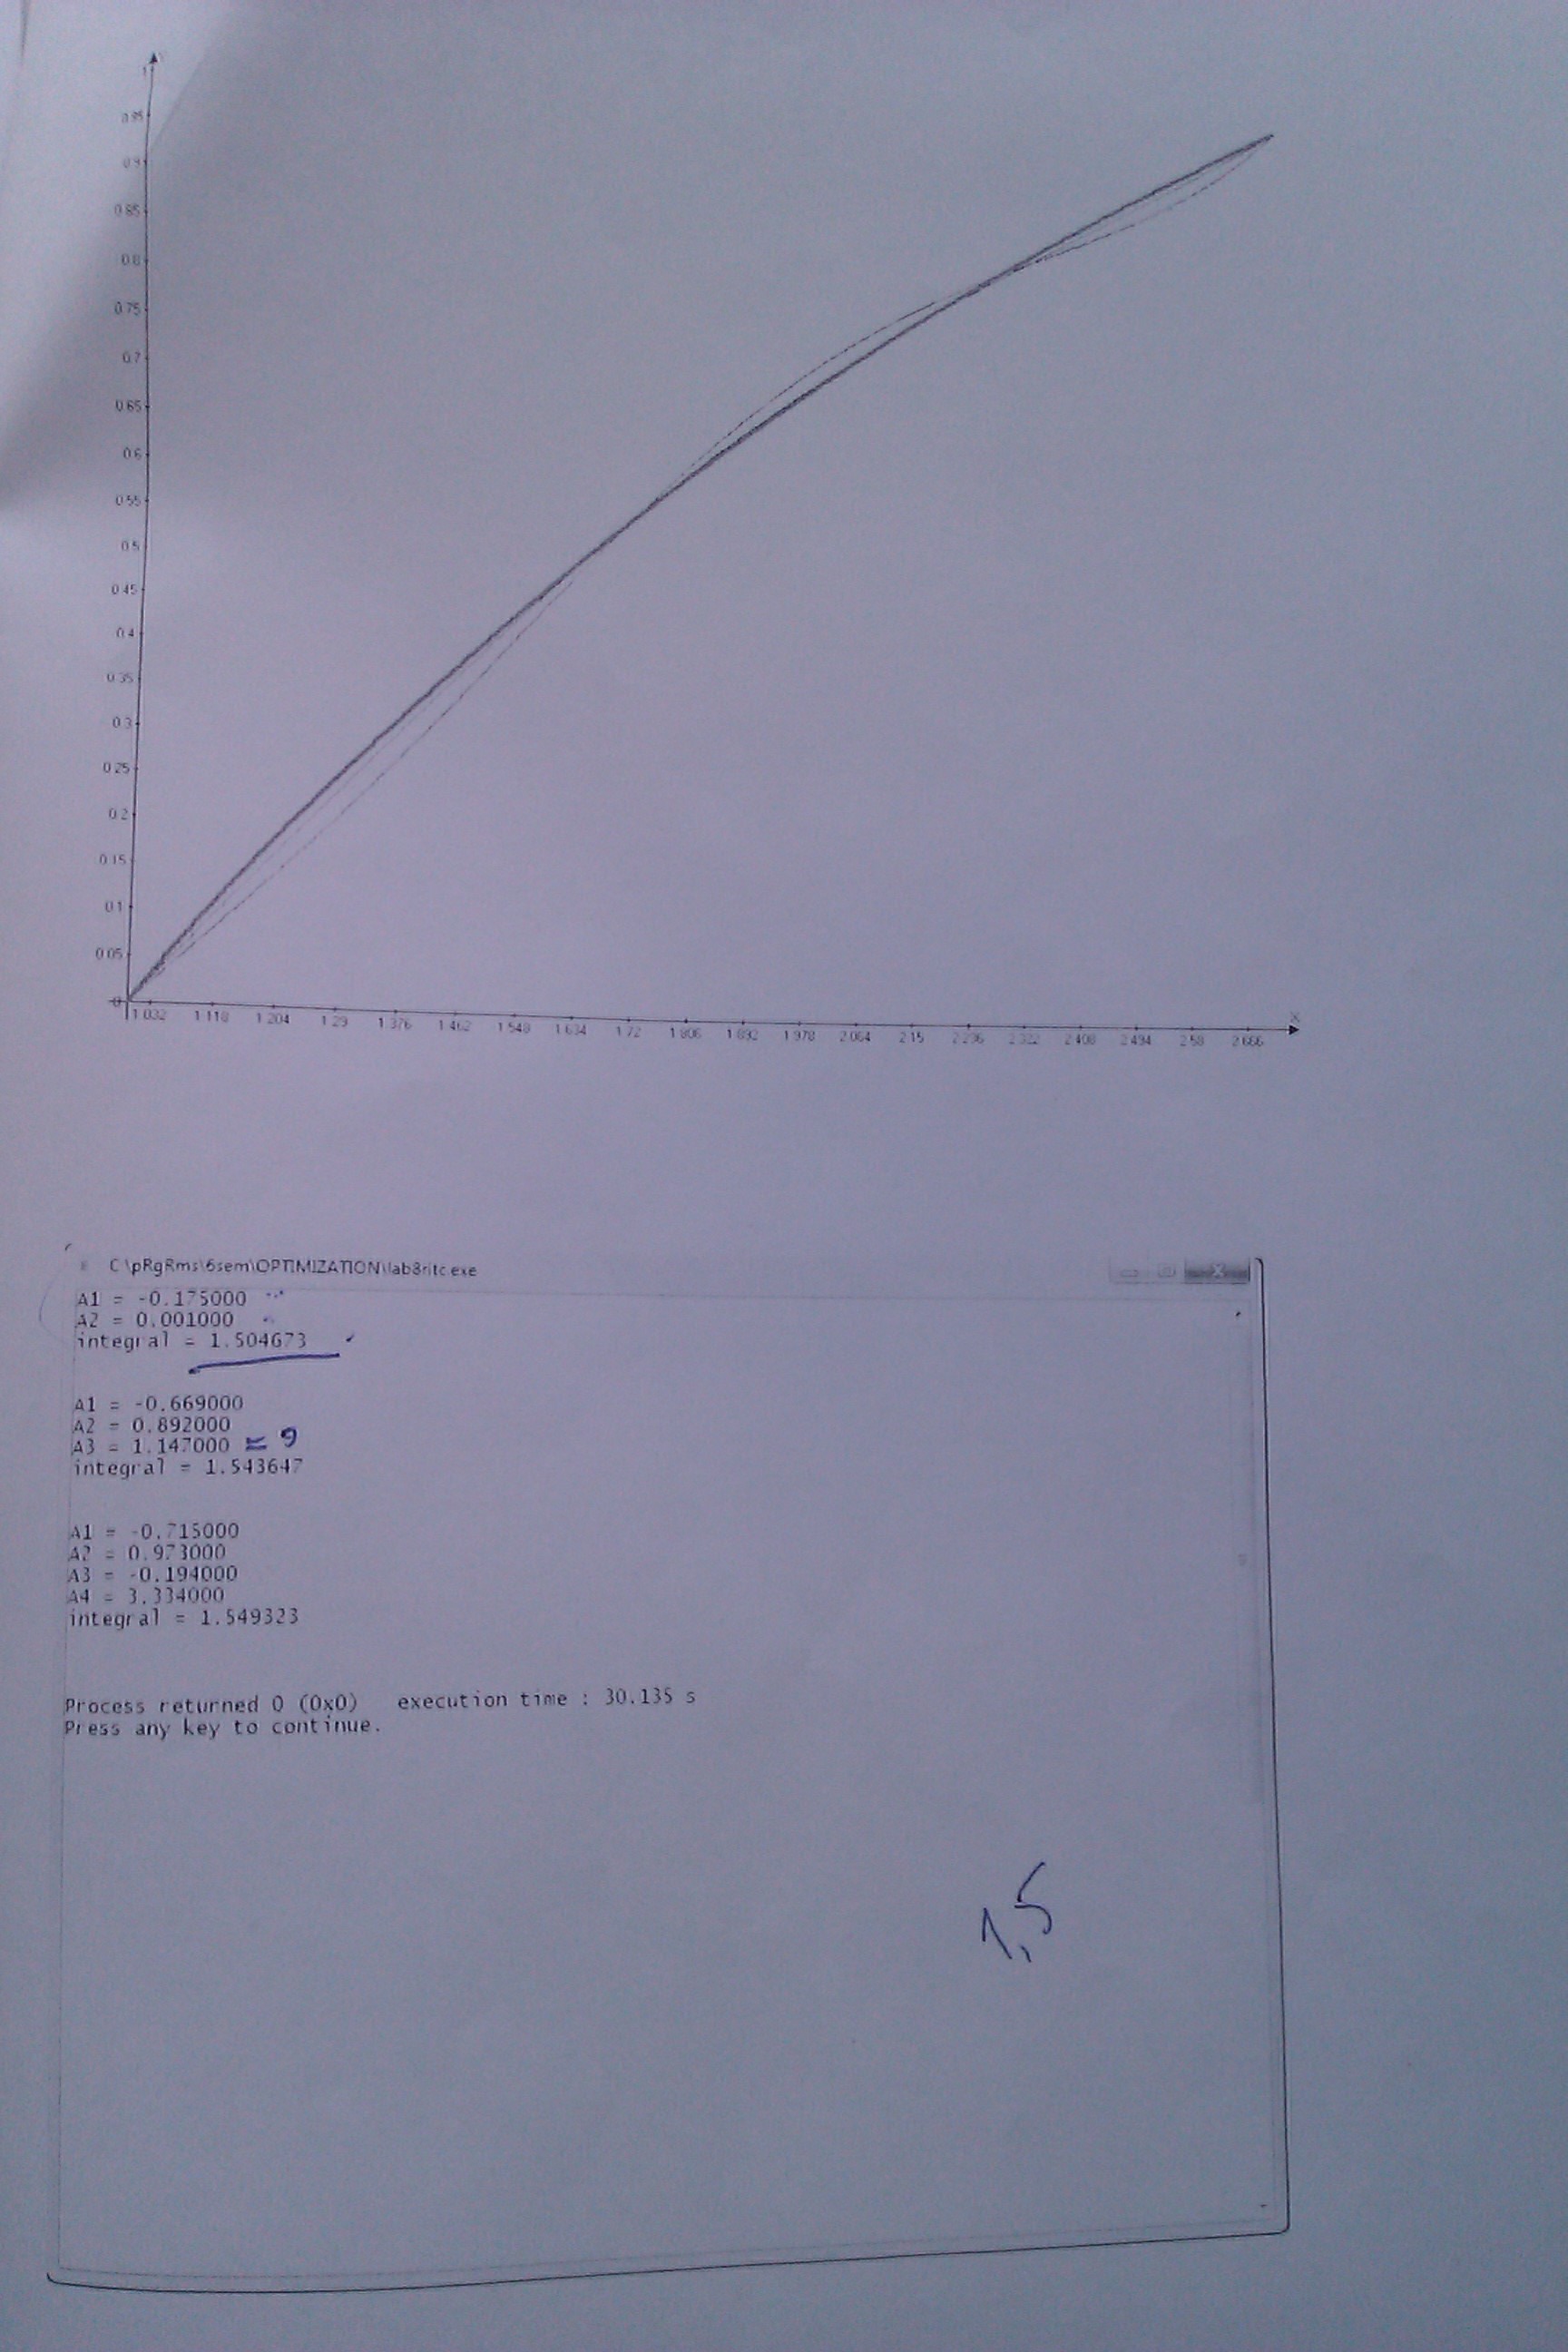 1
0.95
0.9
0.85
0.8
0.75
0.7
0.65
0.6
0.55
0.5
0.45
0.4
0.35
0.3
0.25
0.2
0.15
0.1
0.05
0
1.032 1.118 1.204 1.29 1.376 1.462 1.548 1.634 1.72 1.806 1.892 1.978 2.064 2.15 2.236 2.322 2.408 2.494 2.58 2.666
X
C:\pRgRms\6sem\OPTIMIZATION\lab8ritc.exe
A1 = -0.175000
A2 = 0.001000
integral = 1.504673
A1 = -0.669000
A2 = 0.892000
A3 = 1.147000
integral = 1.543647
A1 = -0.715000
A2 = 0.973000
A3 = -0.194000
A4 = 3.334000
integral = 1.549323
Process returned 0 (0x0) execution time : 30.135 s
Press any key to continue.
1,5